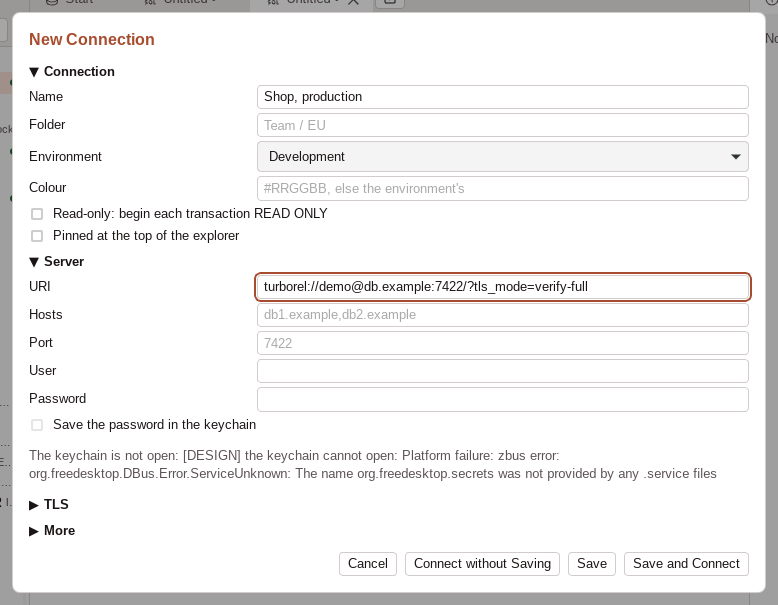 Start
Untitled
Untitled
New Connection
▼ Connection
Name
Shop, production
Folder
Team / EU
Environment
Development
Colour
#RRGGBB, else the environment's
Read-only: begin each transaction READ ONLY
Pinned at the top of the explorer
▼ Server
URI
turborel://demo@db.example:7422/?tls_mode=verify-full
Hosts
db1.example,db2.example
Port
7422
User
Password
Save the password in the keychain
The keychain is not open: [DESIGN] the keychain cannot open: Platform failure: zbus error:
org.freedesktop.DBus.Error.ServiceUnknown: The name org.freedesktop.secrets was not provided by any .service files
▶ TLS
▶ More
Cancel
Connect without Saving
Save
Save and Connect